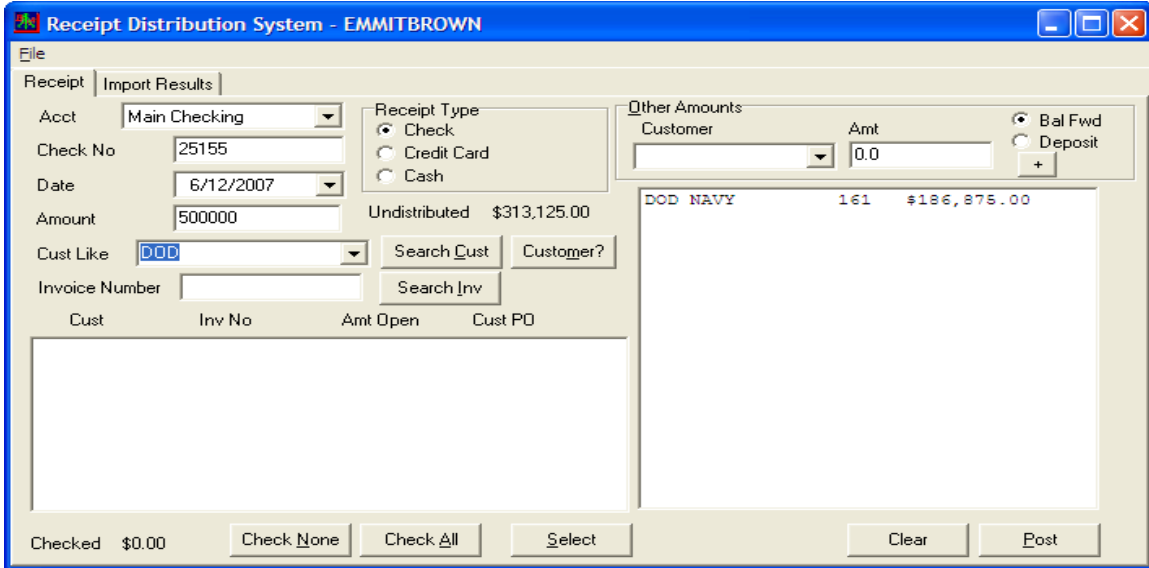 Receipt Distribution System - EMMITBROWN
File
Receipt Import Results
Acct Main Checking
Check No 25155
Date 6/12/2007
Amount 500000
Receipt Type
Check
Credit Card
Cash
Undistributed $313,125.00
Other Amounts
Customer Amt
0.0
Bal Fwd
Deposit
+
Cust Like DOD Search Cust Customer?
Invoice Number Search Inv
Cust Inv No Amt Open Cust PO
DOD NAVY 161 $186,875.00
Checked $0.00 Check None Check All Select Clear Post